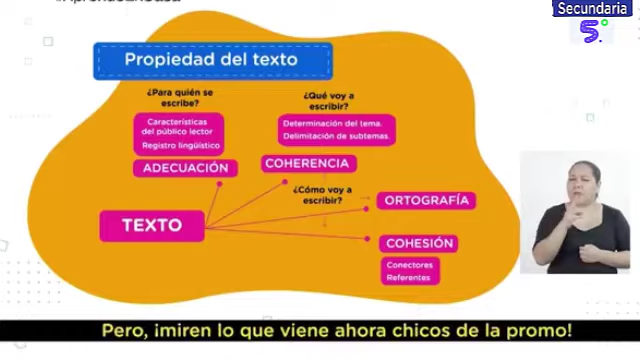 Secundaria
5°
S.
Propiedad del texto
¿Para quién se
escribe?
Características
del público lector
Registro lingüístico
ADECUACIÓN
¿Qué voy a
escribir?
Determinación del tema.
Delimitación de subtemas.
COHERENCIA
¿Cómo voy a
escribir?
ORTOGRAFÍA
TEXTO
COHESIÓN
Conectores
Referentes
Pero, ¡miren lo que viene ahora chicos de la promo!